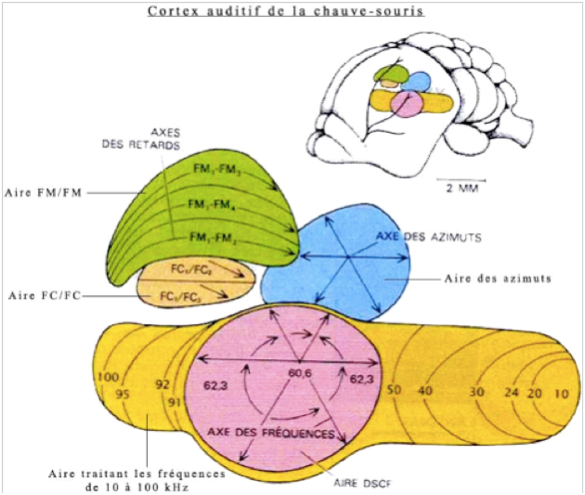 Cortex auditif de la chauve-souris
2 MM
AXES
DES RETARDS
Aire FM/FM
FM₁-FM₃
FM₁-FM₄
FM₁-FM₂
AXE DES AZIMUTS
Aire des azimuts
FC₁/FC₂
Aire FC/FC
FC₁/FC₃
100
95
92
91
62,3
60,6
62,3
50
40
30
24
20
10
AXE DES FRÉQUENCES
Aire traitant les fréquences
de 10 à 100 kHz
AIRE DSCF